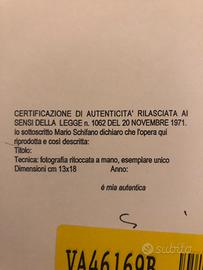 CERTIFICAZIONE DI AUTENTICITA' RILASCIATA AI
SENSI DELLA LEGGE n. 1062 DEL 20 NOVEMBRE 1971.
Io sottoscritto Mario Schifano dichiaro che l'opera qui
riprodotta e così descritta:
Titolo:
Tecnica: fotografia ritoccata a mano, esemplare unico
Dimensioni cm 13x18 Anno:
è mia autentica
VA46169B
subito